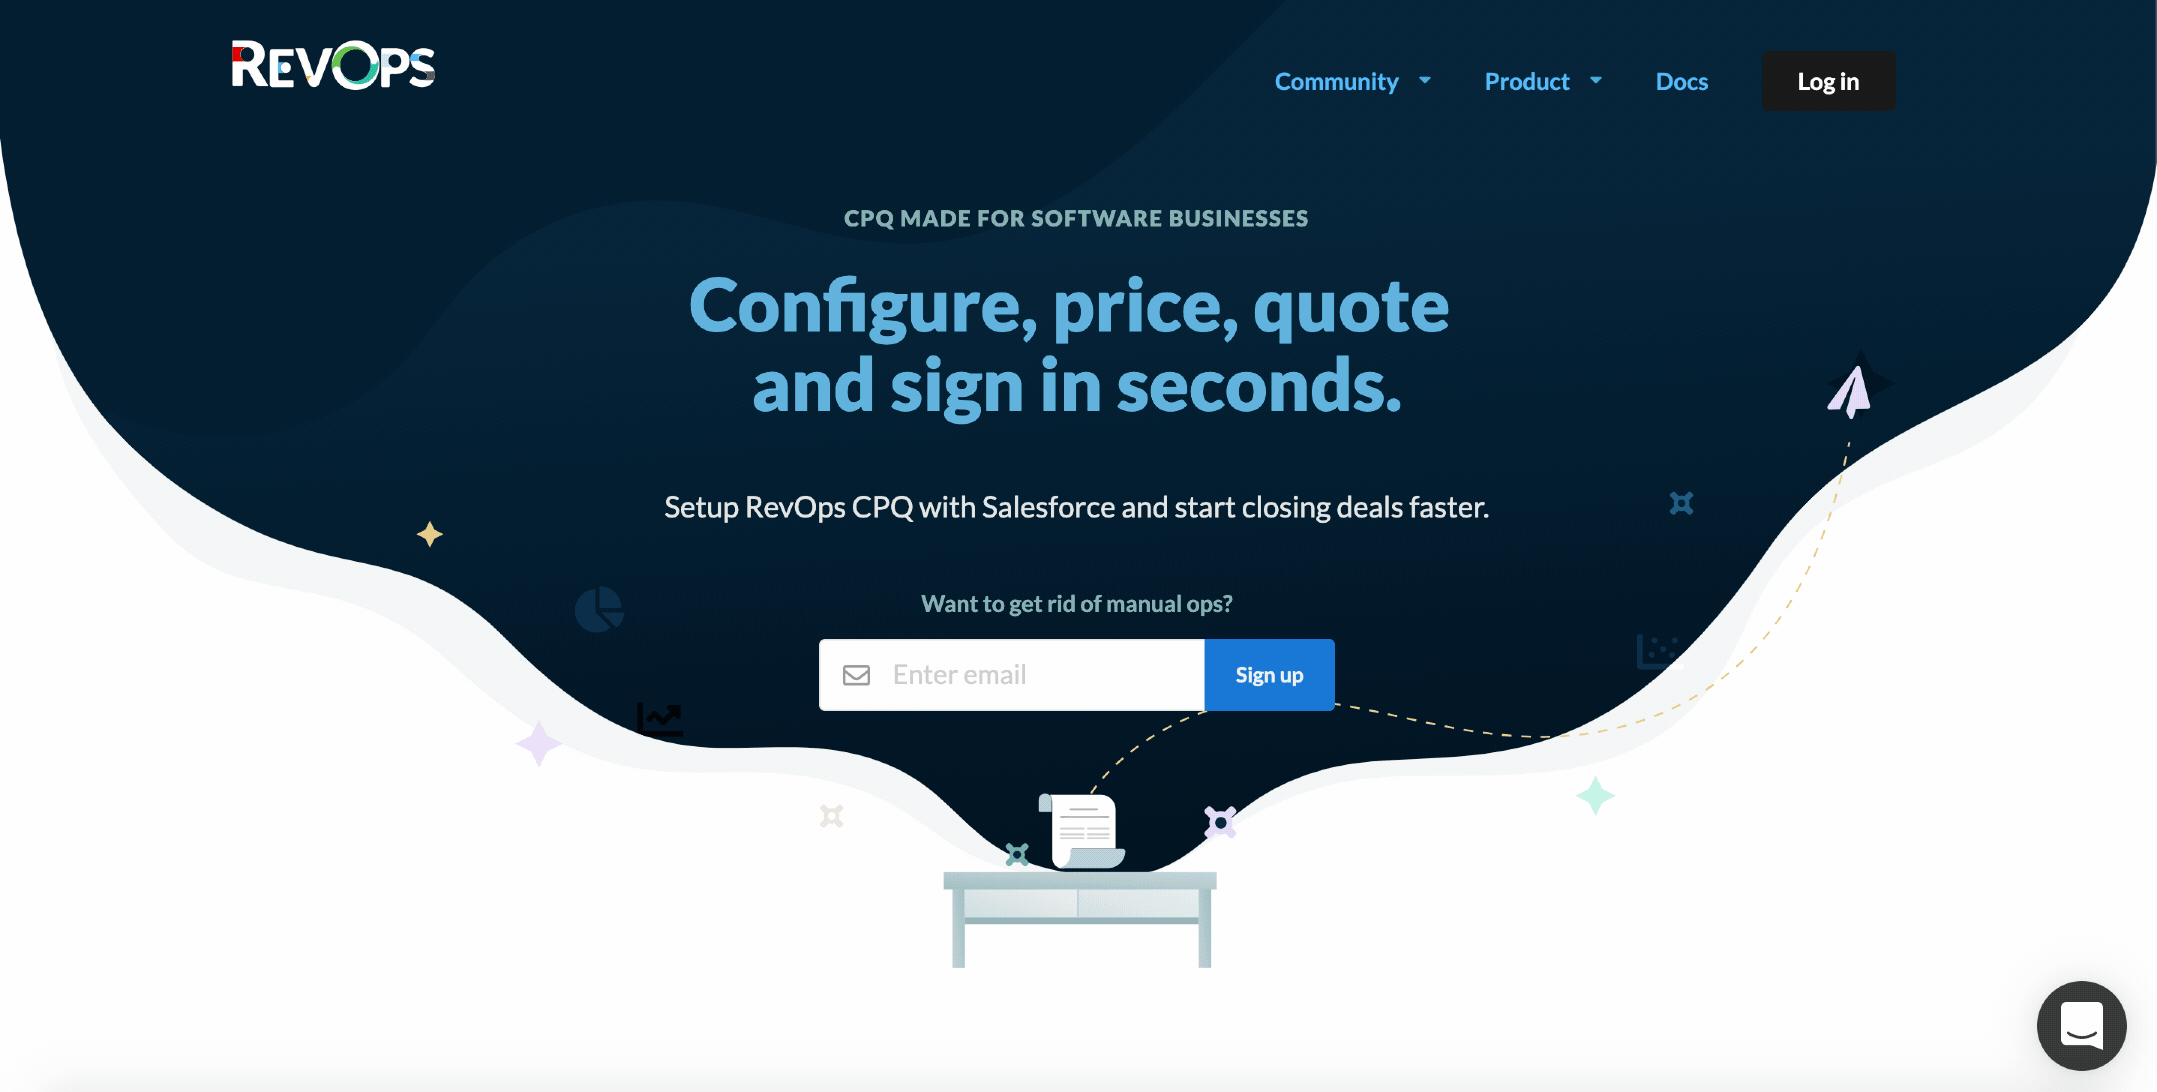 REVOPS
Community
Product
Docs
Log in
CPQ MADE FOR SOFTWARE BUSINESSES
Configure, price, quote
and sign in seconds.
Setup RevOps CPQ with Salesforce and start closing deals faster.
Want to get rid of manual ops?
Enter email
Sign up